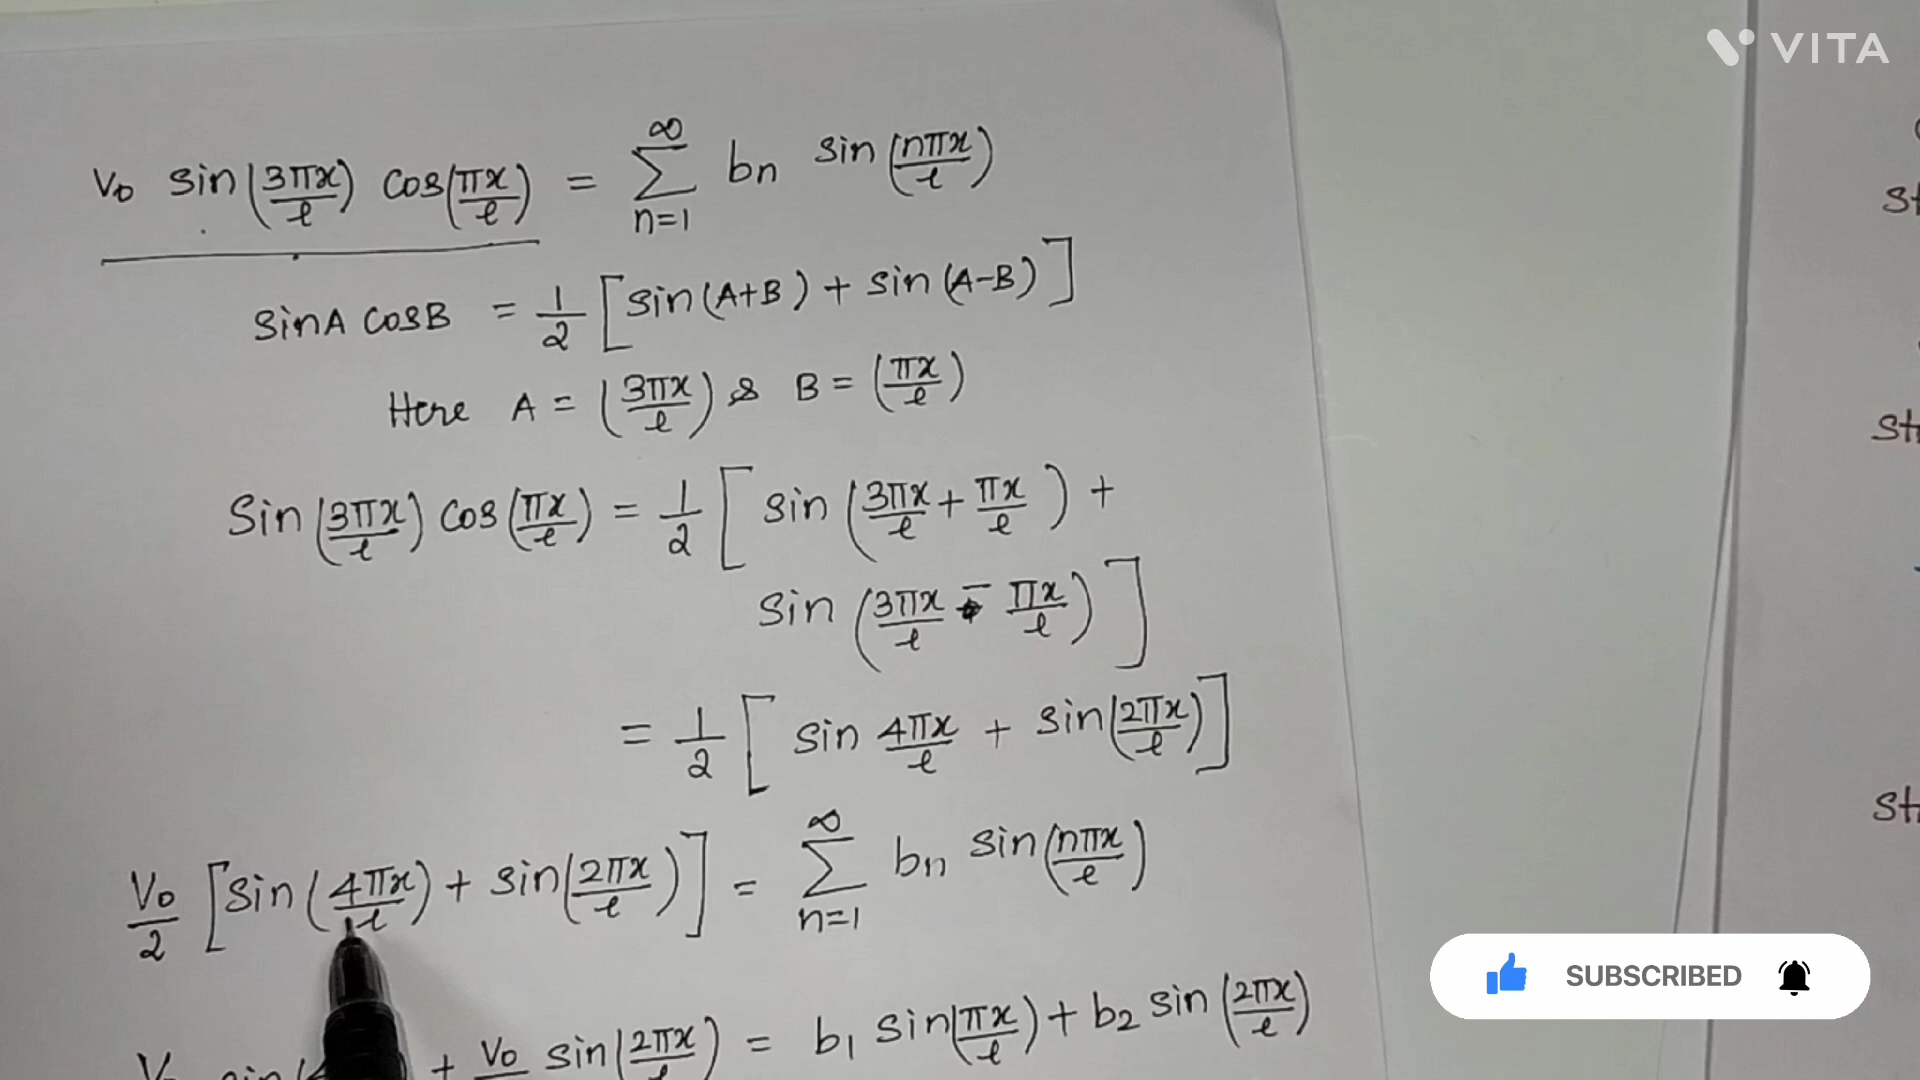 VITA
V₀ sin(3πx/l) cos(πx/l) = ∑_{n=1}^{∞} bn sin(nπx/l)
sinA cosB = 1/2 [sin(A+B) + sin(A-B)]
Here A = (3πx/l) & B = (πx/l)
Sin(3πx/l) cos(πx/l) = 1/2 [sin(3πx/l + πx/l) +
sin(3πx/l - πx/l)]
= 1/2 [sin 4πx/l + sin(2πx/l)]
V₀/2 [sin(4πx/l) + sin(2πx/l)] = ∑_{n=1}^{∞} bn sin(nπx/l)
SUBSCRIBED
+ V₀ sin(2πx/l) = b₁ sin(πx/l) + b₂ sin(2πx/l)